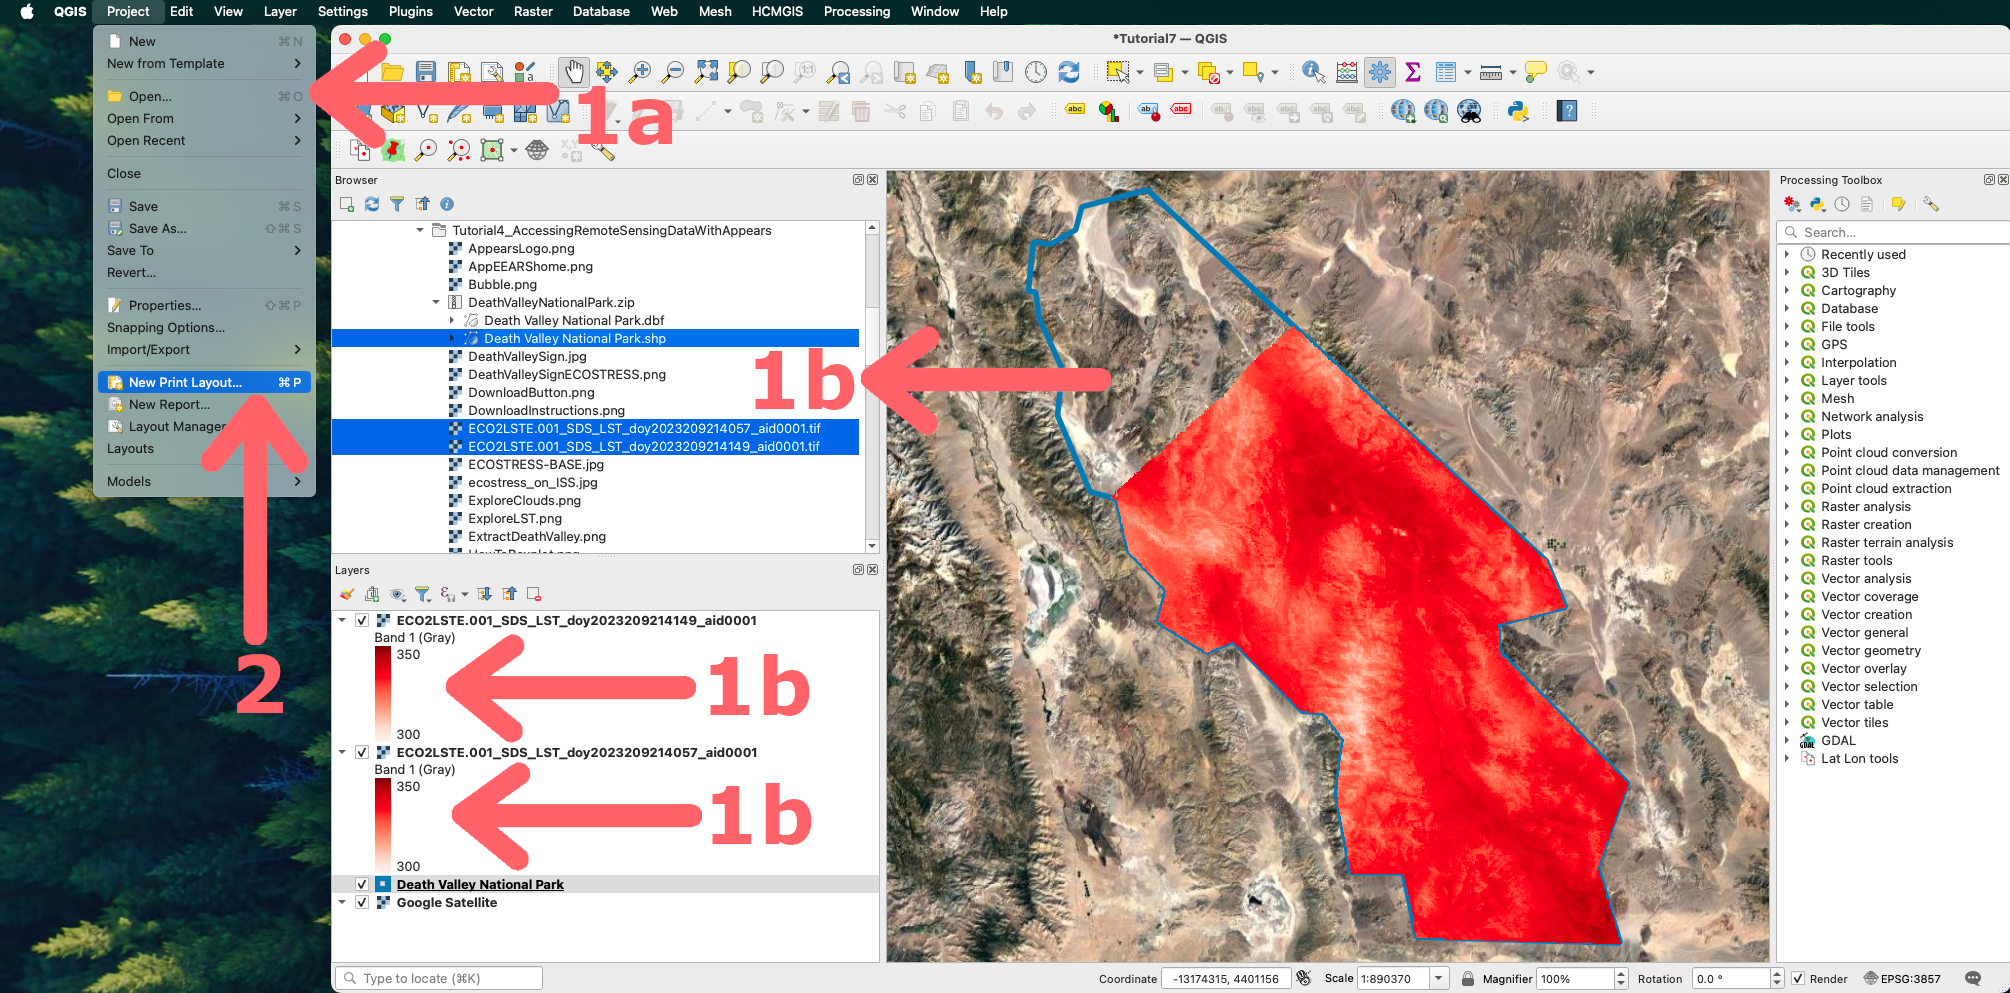 QGIS Project Edit View Layer Settings Plugins Vector Raster Database Web Mesh HCMGIS Processing Window Help
New ⌘ N
New from Template
Open... ⌘ O
Open From
Open Recent
Close
Save ⌘ S
Save As... ⇧ ⌘ S
Save To
Revert...
Properties... ⇧ ⌘ P
Snapping Options...
Import/Export
New Print Layout... ⌘ P
New Report...
Layout Manager
Layouts
Models
1a
2
*Tutorial7 — QGIS
Browser
Tutorial4_AccessingRemoteSensingDataWithAppears
AppearsLogo.png
AppEEARShome.png
Bubble.png
DeathValleyNationalPark.zip
Death Valley National Park.dbf
Death Valley National Park.shp
DeathValleySign.jpg
DeathValleySignECOSTRESS.png
DownloadButton.png
DownloadInstructions.png
ECO2LSTE.001_SDS_LST_doy2023209214057_aid0001.tif
ECO2LSTE.001_SDS_LST_doy2023209214149_aid0001.tif
ECOSTRESS-BASE.jpg
ecostress_on_ISS.jpg
ExploreClouds.png
ExploreLST.png
ExtractDeathValley.png
1b
Layers
ECO2LSTE.001_SDS_LST_doy2023209214149_aid0001
Band 1 (Gray)
350
300
1b
ECO2LSTE.001_SDS_LST_doy2023209214057_aid0001
Band 1 (Gray)
350
300
1b
Death Valley National Park
Google Satellite
Processing Toolbox
Search...
Recently used
3D Tiles
Cartography
Database
File tools
GPS
Interpolation
Layer tools
Mesh
Network analysis
Plots
Point cloud conversion
Point cloud data management
Point cloud extraction
Raster analysis
Raster creation
Raster terrain analysis
Raster tools
Vector analysis
Vector coverage
Vector creation
Vector general
Vector geometry
Vector overlay
Vector selection
Vector table
Vector tiles
GDAL
Lat Lon tools
Type to locate (⌘K)
Coordinate -13174315, 4401156 Scale 1:890370 Magnifier 100% Rotation 0.0 ° Render EPSG:3857